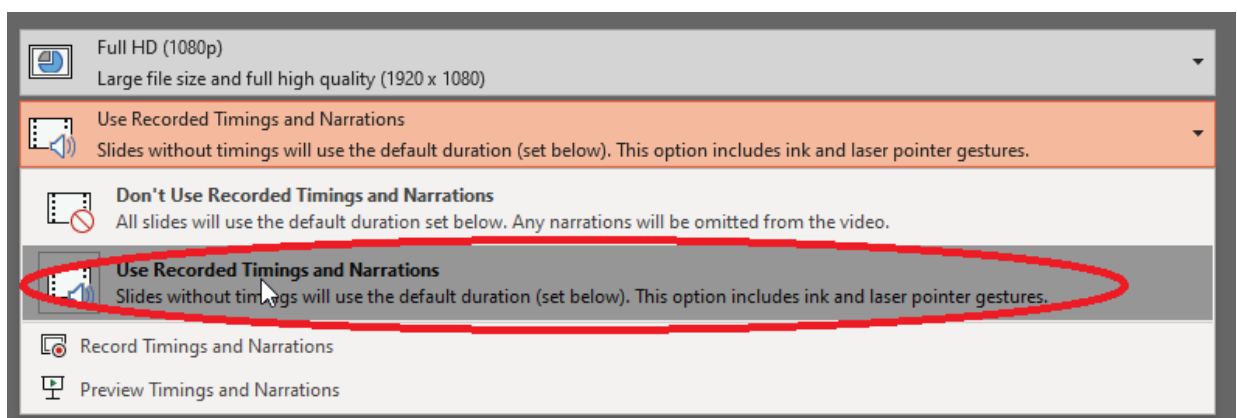 Full HD (1080p)
Large file size and full high quality (1920 x 1080)
Use Recorded Timings and Narrations
Slides without timings will use the default duration (set below). This option includes ink and laser pointer gestures.
Don't Use Recorded Timings and Narrations
All slides will use the default duration set below. Any narrations will be omitted from the video.
Use Recorded Timings and Narrations
Slides without timings will use the default duration (set below). This option includes ink and laser pointer gestures.
Record Timings and Narrations
Preview Timings and Narrations